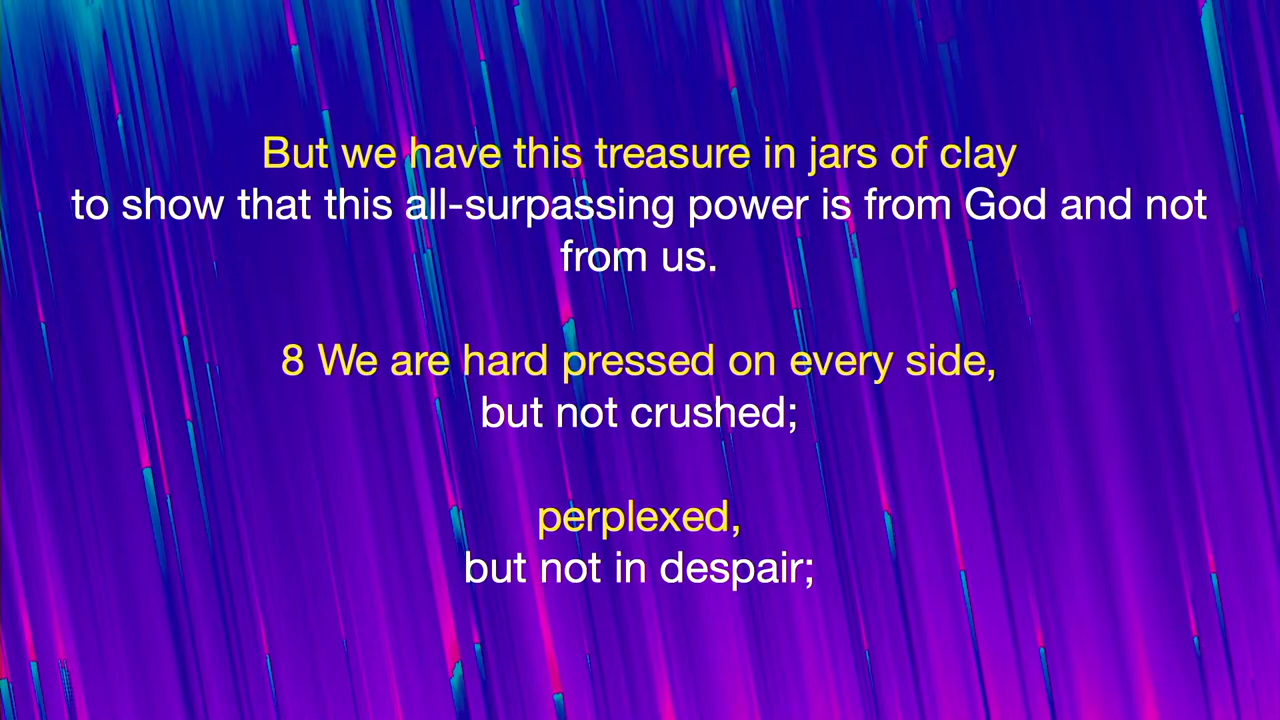 But we have this treasure in jars of clay
to show that this all-surpassing power is from God and not
from us.
8 We are hard pressed on every side,
but not crushed;
perplexed,
but not in despair;